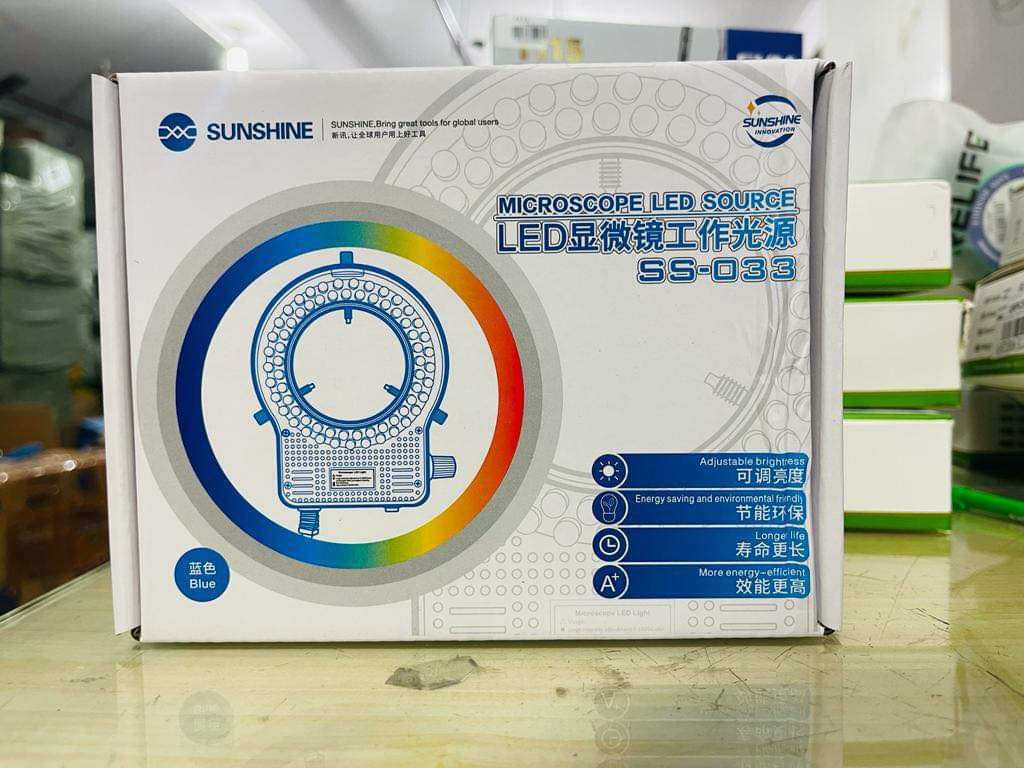 SUNSHINE
SUNSHINE,Bring great tools for global users
新讯,让全球用户用上好工具
SUNSHINE
INNOVATION
MICROSCOPE LED SOURCE
LED显微镜工作光源
SS-033
Adjustable brightness
可调亮度
Energy saving and environmental friendly
节能环保
Longer life
寿命更长
A+
More energy-efficient
效能更高
蓝色
Blue
Microscope LED Light
RELIFE